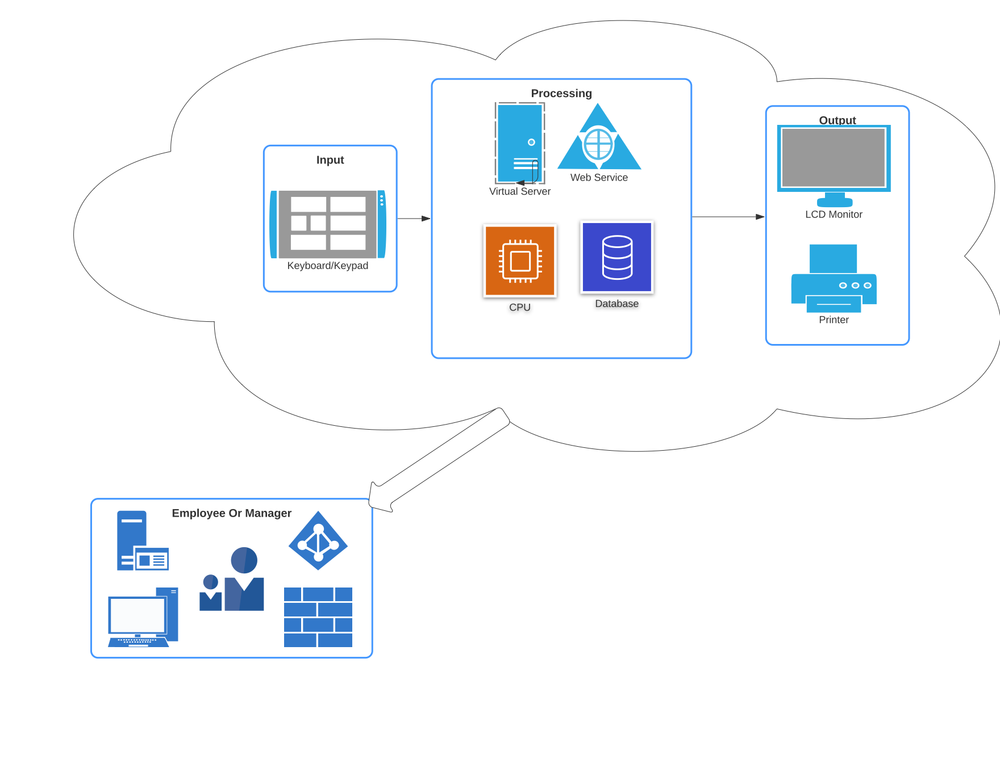 Processing
Output
Input
Web Service
Virtual Server
LCD Monitor
Keyboard/Keypad
CPU
Database
Printer
Employee Or Manager